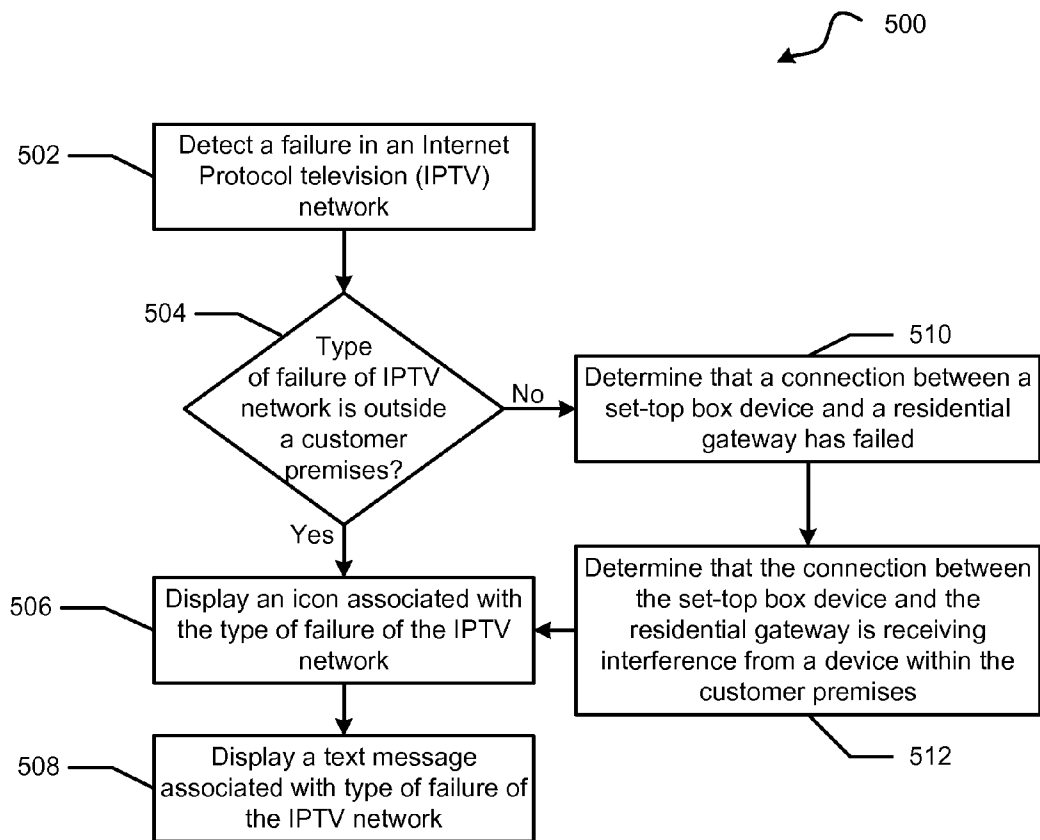 500
502
Detect a failure in an Internet
Protocol television (IPTV)
network
504
Type
of failure of IPTV
network is outside
a customer
premises?
No
Yes
510
Determine that a connection between a
set-top box device and a residential
gateway has failed
506
Display an icon associated with
the type of failure of the IPTV
network
Determine that the connection between
the set-top box device and the
residential gateway is receiving
interference from a device within the
customer premises
512
508
Display a text message
associated with type of failure of
the IPTV network